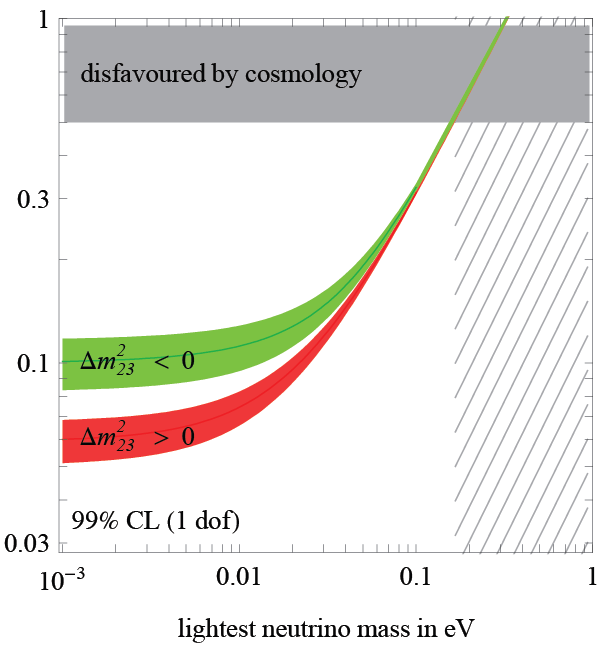 1
disfavoured by cosmology
0.3
0.1
Δm²₂₃ < 0
Δm²₂₃ > 0
99% CL (1 dof)
0.03
10⁻³ 0.01 0.1 1
lightest neutrino mass in eV